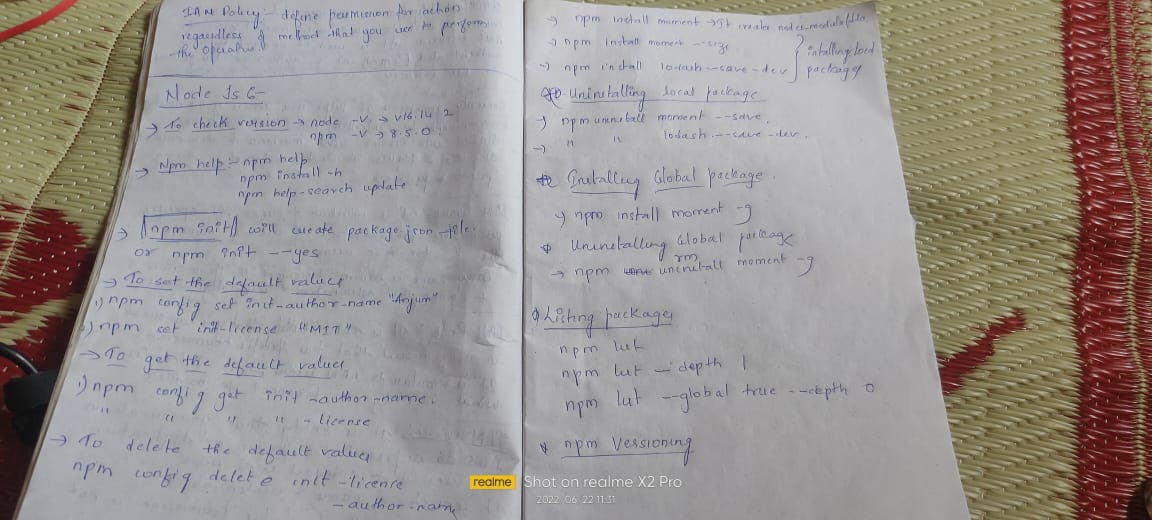 IAM Policy:- define permission for action
regardless of method that you use to perform
the operation
Node Js 6-
→ To check version → node -v → v16.14.2
npm -v → 8.5.0
→ Npm help:- npm help
npm install -h
npm help-search update
→ npm init will create package.json file.
or npm init --yes
→ To set the default values
1) npm config set init-author-name "Anjum"
) npm set init-license "MIT"
→ To get the default values
1) npm config get init-author-name.
" " " " - license
→ To delete the default values
npm config delete init-licence
- author-name
→ npm install moment → It create node-modules
→ npm install moment --save
→ npm install lodash --save-dev
installing local
packages
Uninstalling local package
→ npm uninstall moment --save.
→ " " lodash --save-dev.
Installing Global package.
→ npm install moment -g
Uninstalling Global package
→ npm rm uninstall moment -g
Listing packages
npm list
npm list - depth 1
npm list --global true --depth 0
npm Versioning
realme Shot on realme X2 Pro
2022.06.22 11:31